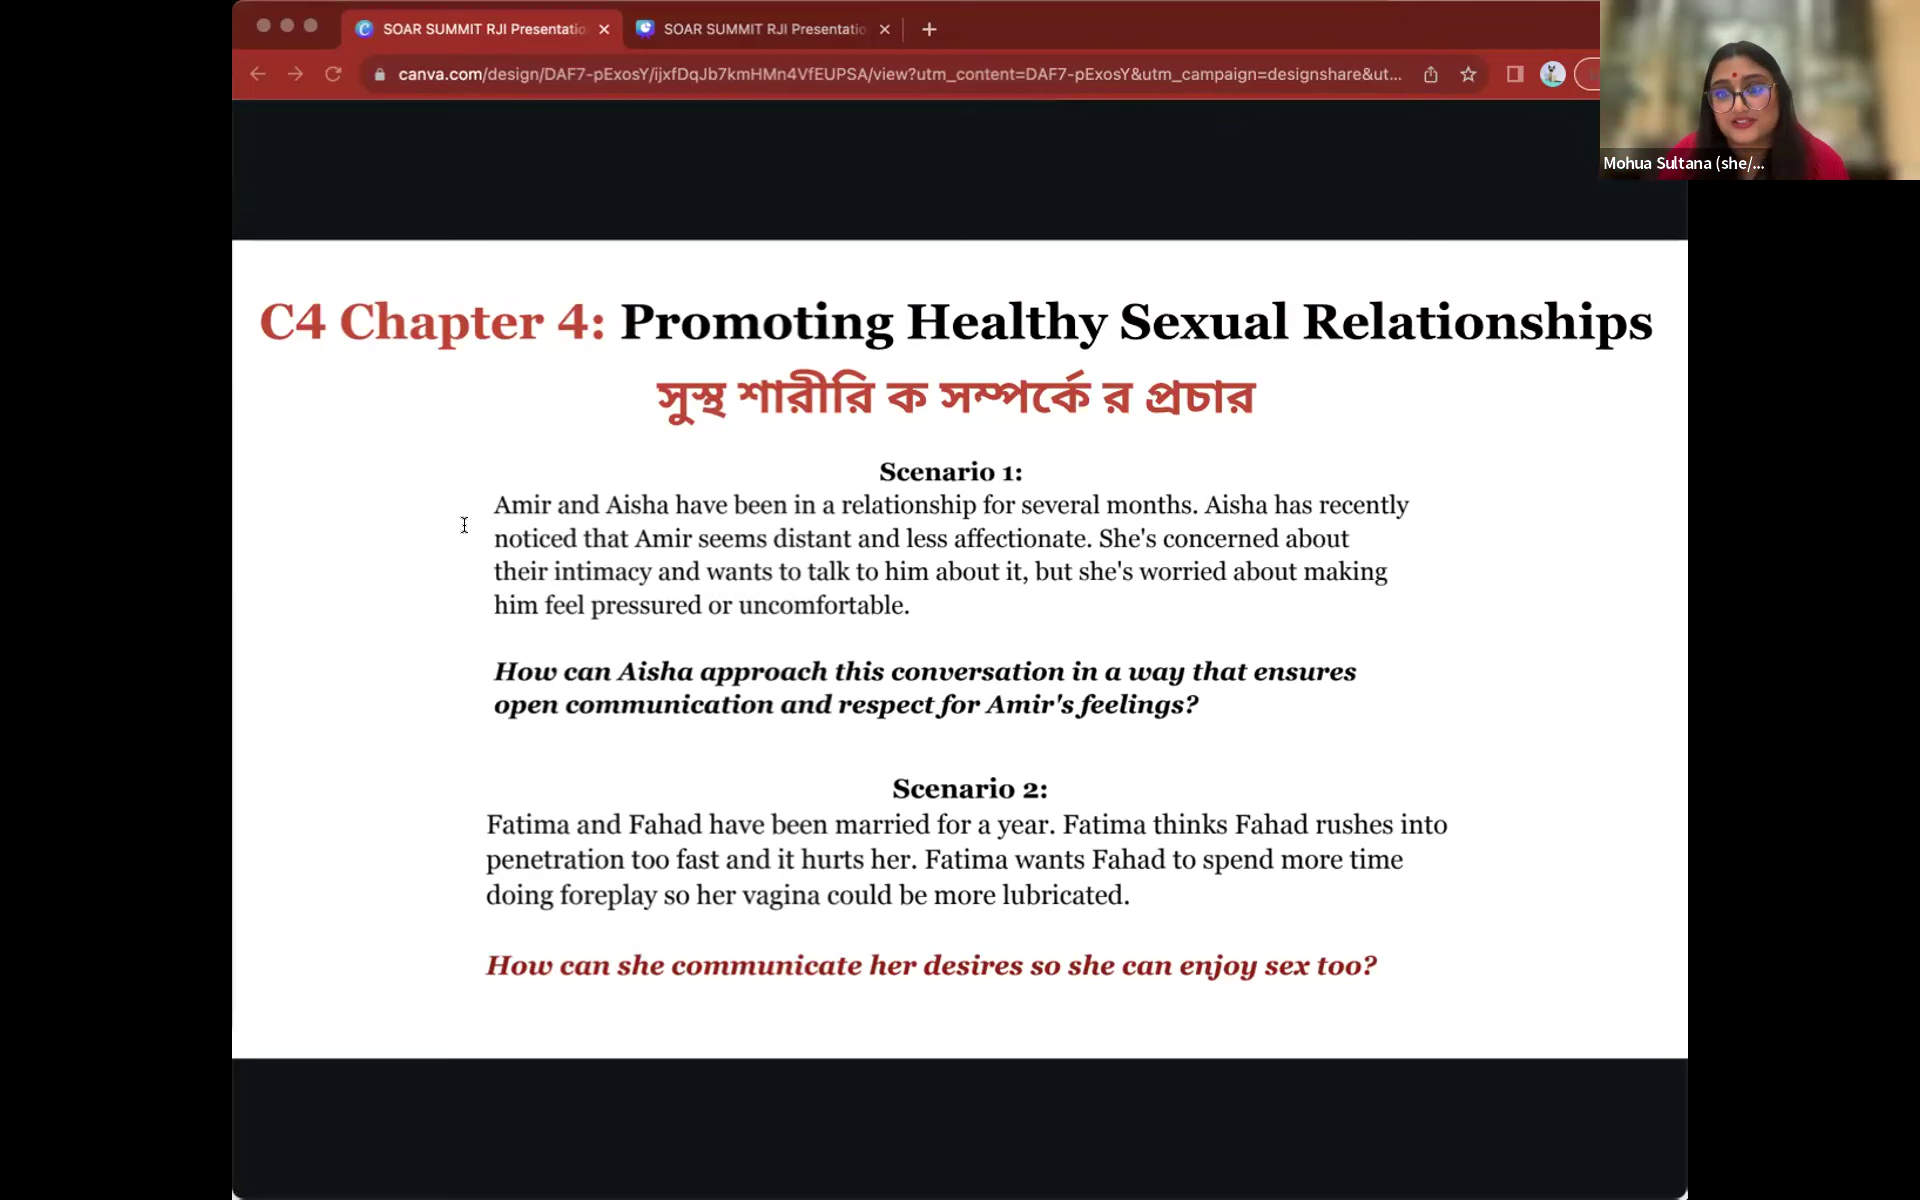 SOAR SUMMIT RJI Presentatio
SOAR SUMMIT RJI Presentatio
canva.com/design/DAF7-pExosY/ijxfDqJb7kmHMn4VfEUPSA/view?utm_content=DAF7-pExosY&utm_campaign=designshare&ut...
Mohua Sultana (she/...
C4 Chapter 4: Promoting Healthy Sexual Relationships
সুস্থ শারীরি ক সম্পর্কে র প্রচার
Scenario 1:
Amir and Aisha have been in a relationship for several months. Aisha has recently
noticed that Amir seems distant and less affectionate. She's concerned about
their intimacy and wants to talk to him about it, but she's worried about making
him feel pressured or uncomfortable.
How can Aisha approach this conversation in a way that ensures
open communication and respect for Amir's feelings?
Scenario 2:
Fatima and Fahad have been married for a year. Fatima thinks Fahad rushes into
penetration too fast and it hurts her. Fatima wants Fahad to spend more time
doing foreplay so her vagina could be more lubricated.
How can she communicate her desires so she can enjoy sex too?